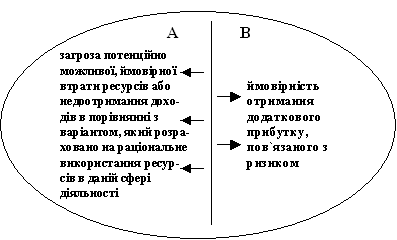 А
В
загроза потенційно
можливої, ймовірної
втрати ресурсів або
недоотримання дохо-
дів в порівнянні з
варіантом, який розра-
ховано на раціональне
використання ресур-
сів в даній сфері
діяльності
ймовірність
отримання
додаткового
прибутку,
пов`язаного з
ризиком